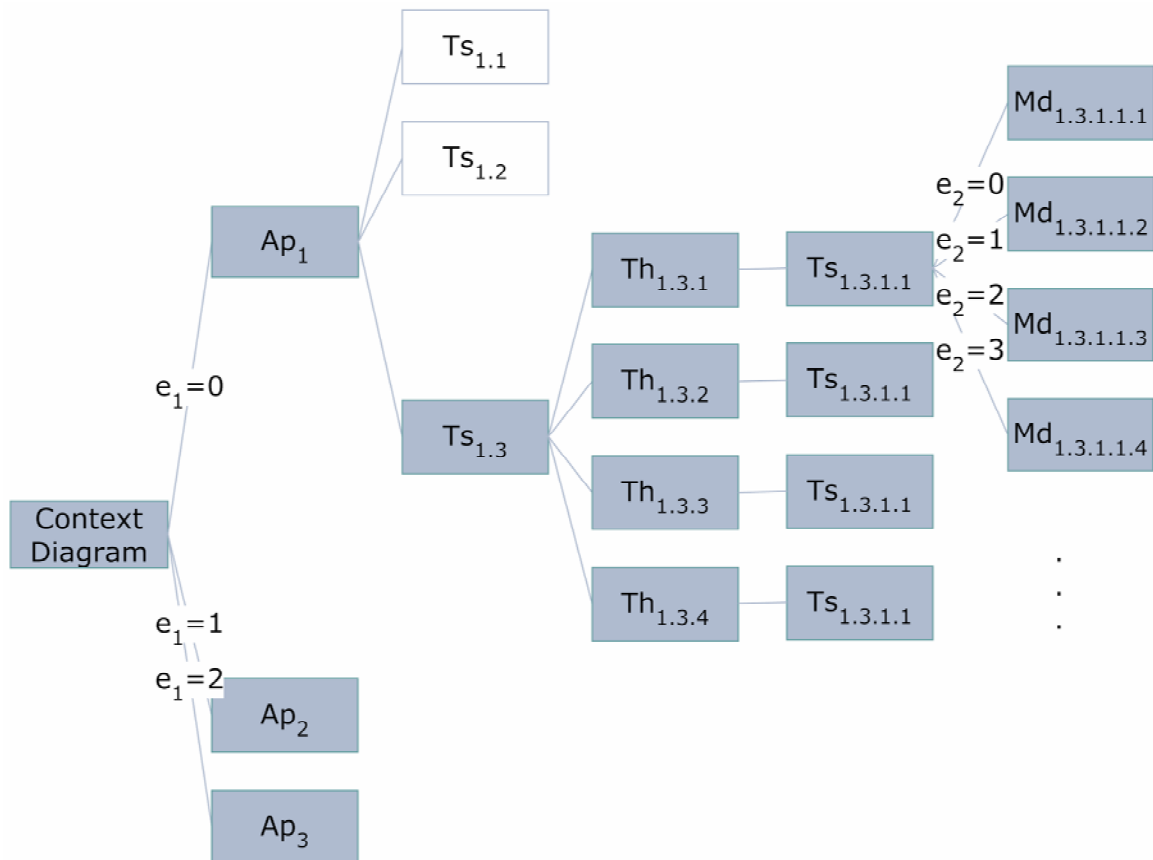 Ts1.1
Md1.3.1.1.1
Ts1.2
e2=0
Md1.3.1.1.2
Ap1
e2=1
Th1.3.1
Ts1.3.1.1
e2=2
Md1.3.1.1.3
e2=3
e1=0
Th1.3.2
Ts1.3.1.1
Ts1.3
Md1.3.1.1.4
Th1.3.3
Ts1.3.1.1
Context
Diagram
Th1.3.4
Ts1.3.1.1
.
.
.
e1=1
e1=2
Ap2
Ap3